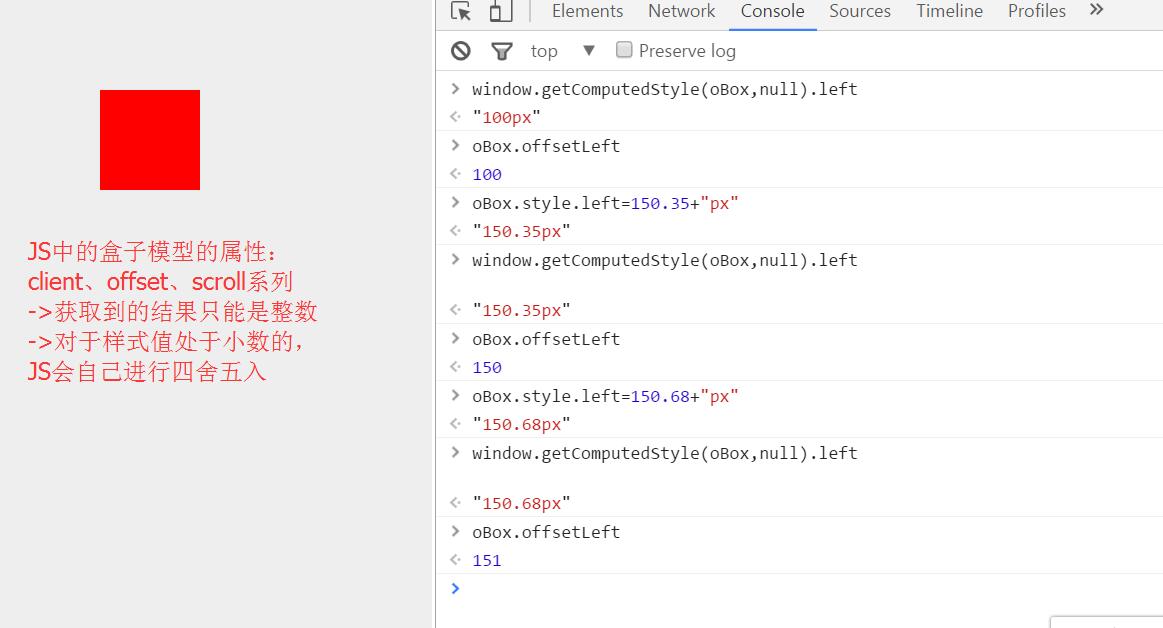 Elements Network Console Sources Timeline Profiles
top ▼ Preserve log
JS中的盒子模型的属性：
client、offset、scroll系列
->获取到的结果只能是整数
->对于样式值处于小数的，
JS会自己进行四舍五入
window.getComputedStyle(oBox,null).left
"100px"
oBox.offsetLeft
100
oBox.style.left=150.35+"px"
"150.35px"
window.getComputedStyle(oBox,null).left
"150.35px"
oBox.offsetLeft
150
oBox.style.left=150.68+"px"
"150.68px"
window.getComputedStyle(oBox,null).left
"150.68px"
oBox.offsetLeft
151